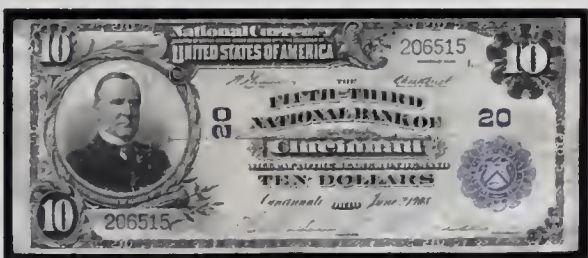 National Currency
10
UNITED STATES OF AMERICA
206515
10
THE
FIFTH-THIRD
20
NATIONAL BANK OF
20
Cincinnati
TEN DOLLARS
10
206515
Cincinnati